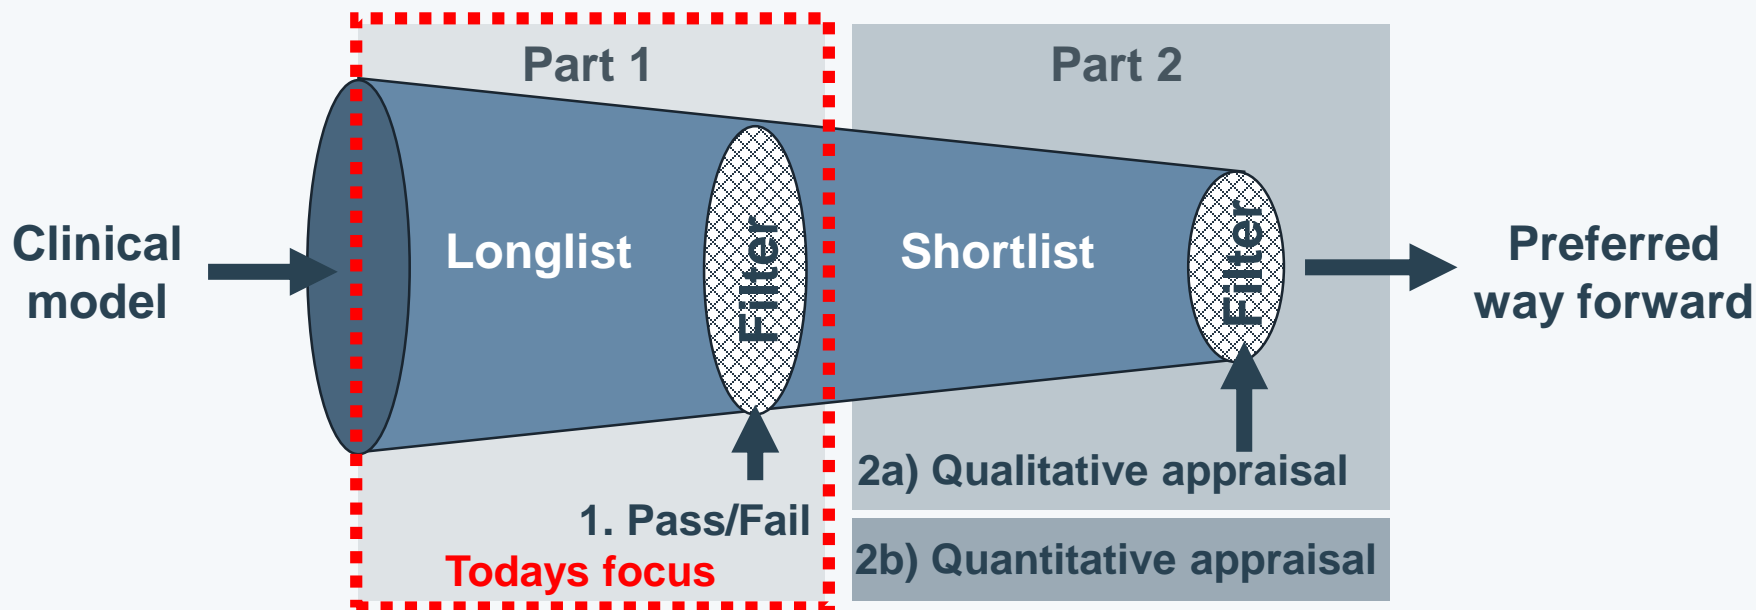 Part 1
Part 2
Clinical
model
Longlist
Filter
Shortlist
Filter
Preferred
way forward
1. Pass/Fail
Todays focus
2a) Qualitative appraisal
2b) Quantitative appraisal